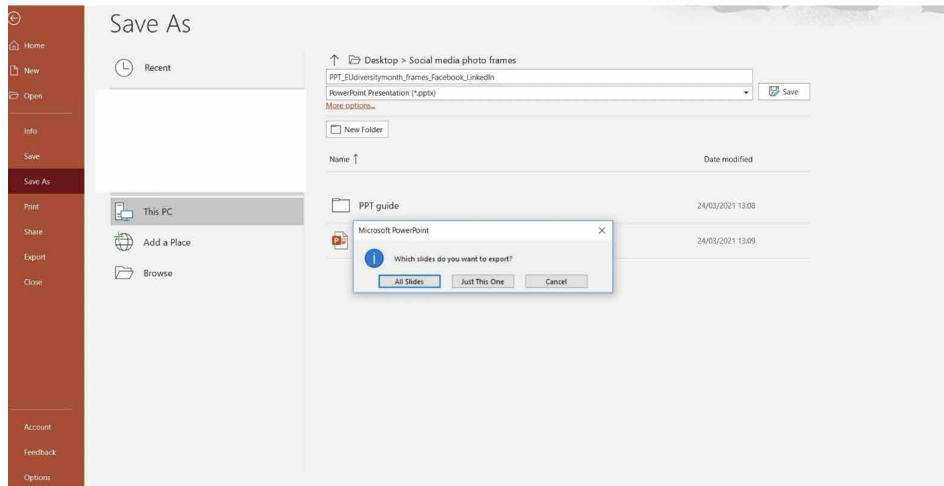 Save As
Home
New
Open
Info
Save
Save As
Print
Share
Export
Close
Account
Feedback
Options
Recent
This PC
Add a Place
Browse
Desktop > Social media photo frames
PPT_EUdiversitymonth_frames_Facebook_LinkedIn
PowerPoint Presentation (*.pptx)
Save
More options...
New Folder
Name ↑ Date modified
PPT guide 24/03/2021 13:08
24/03/2021 13:09
Microsoft PowerPoint
Which slides do you want to export?
All Slides Just This One Cancel